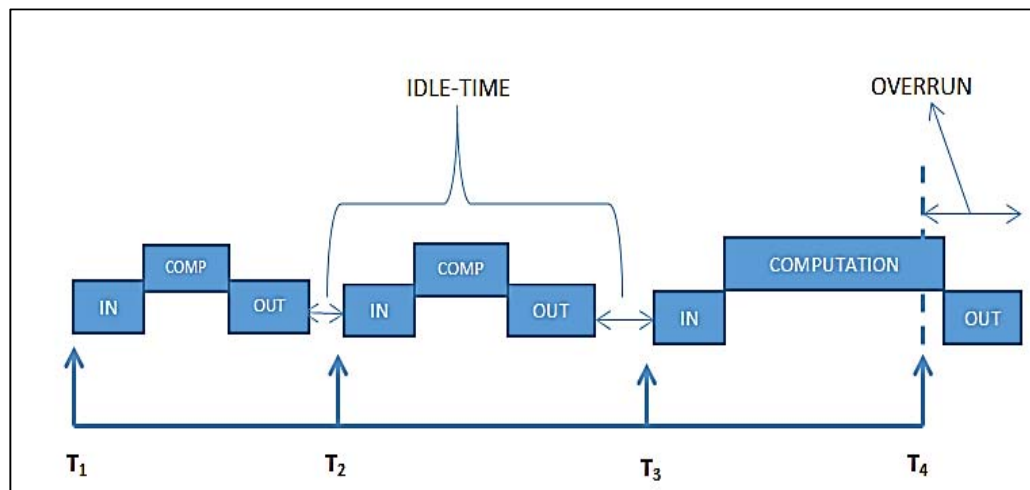 IDLE-TIME
OVERRUN
COMP
COMP
COMPUTATION
IN
OUT
IN
OUT
IN
OUT
T₁
T₂
T₃
T₄